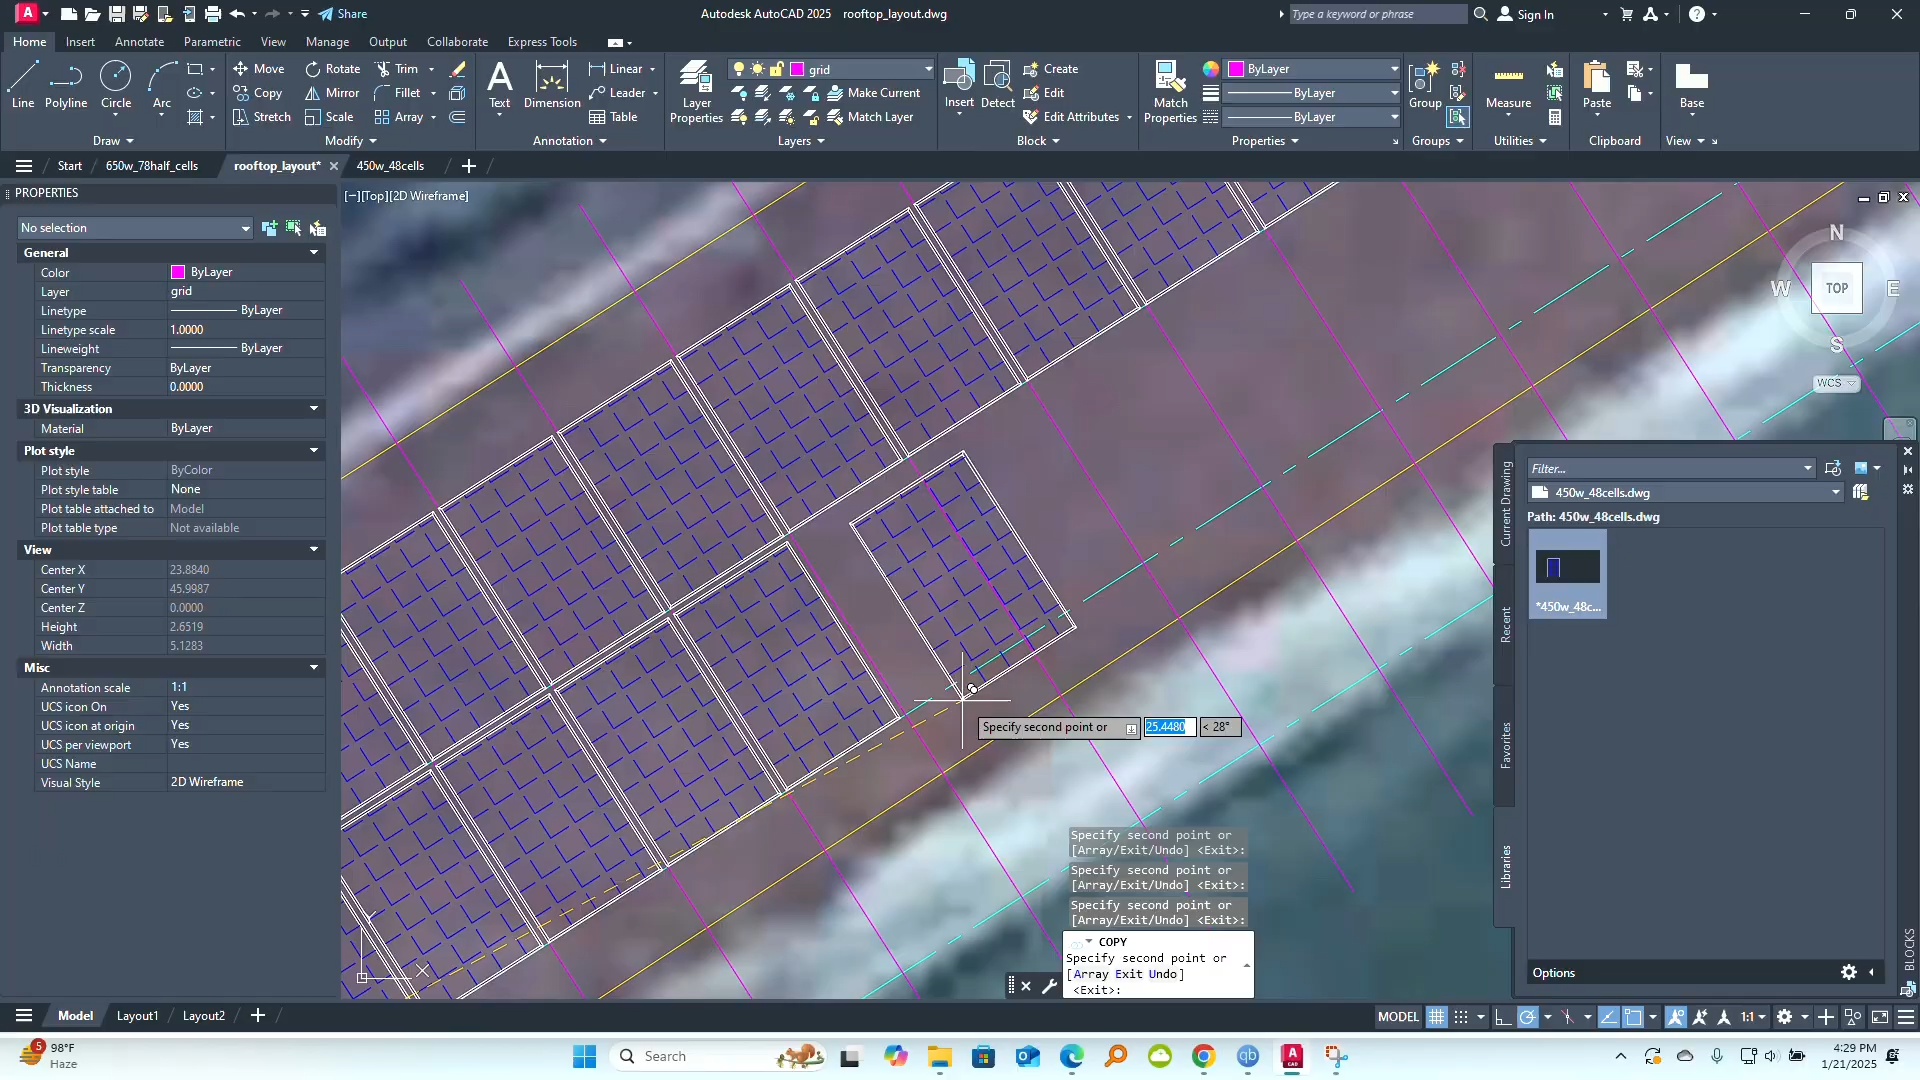 Share
Autodesk AutoCAD 2025 rooftop_layout.dwg
Type a keyword or phrase
Sign In
Home Insert Annotate Parametric View Manage Output Collaborate Express Tools
Line Polyline Circle Arc
Move Rotate Trim
Copy Mirror Fillet
Stretch Scale Array
Text Dimension
Linear
Leader
Table
Layer Properties
grid
Make Current
Match Layer
Insert Detect
Create
Edit
Edit Attributes
Match Properties
ByLayer
ByLayer
ByLayer
Group
Measure
Paste
Base
Draw Modify Annotation Layers Block Properties Groups Utilities Clipboard View
Start 650w_78half_cells rooftop_layout* 450w_48cells
PROPERTIES
No selection
General
Color ByLayer
Layer grid
Linetype ByLayer
Linetype scale 1.0000
Lineweight ByLayer
Transparency ByLayer
Thickness 0.0000
3D Visualization
Material ByLayer
Plot style
Plot style ByColor
Plot style table None
Plot table attached to Model
Plot table type Not available
View
Center X 23.8840
Center Y 45.9987
Center Z 0.0000
Height 2.6519
Width 5.1283
Misc
Annotation scale 1:1
UCS icon On Yes
UCS icon at origin Yes
UCS per viewport Yes
UCS Name
Visual Style 2D Wireframe
[−][Top][2D Wireframe]
N
W TOP E
S
WCS
Specify second point or 25.4480 < 28°
Specify second point or
[Array/Exit/Undo] <Exit>:
Specify second point or
[Array/Exit/Undo] <Exit>:
Specify second point or
[Array/Exit/Undo] <Exit>:
COPY
Specify second point or
[Array Exit Undo]
<Exit>:
Y
X
Current Drawing
Recent
Favorites
Libraries
Filter...
450w_48cells.dwg
Path: 450w_48cells.dwg
*450w_48c...
Options
BLOCKS
Model Layout1 Layout2
MODEL
1:1
5
98°F
Haze
Search
4:29 PM
1/21/2025